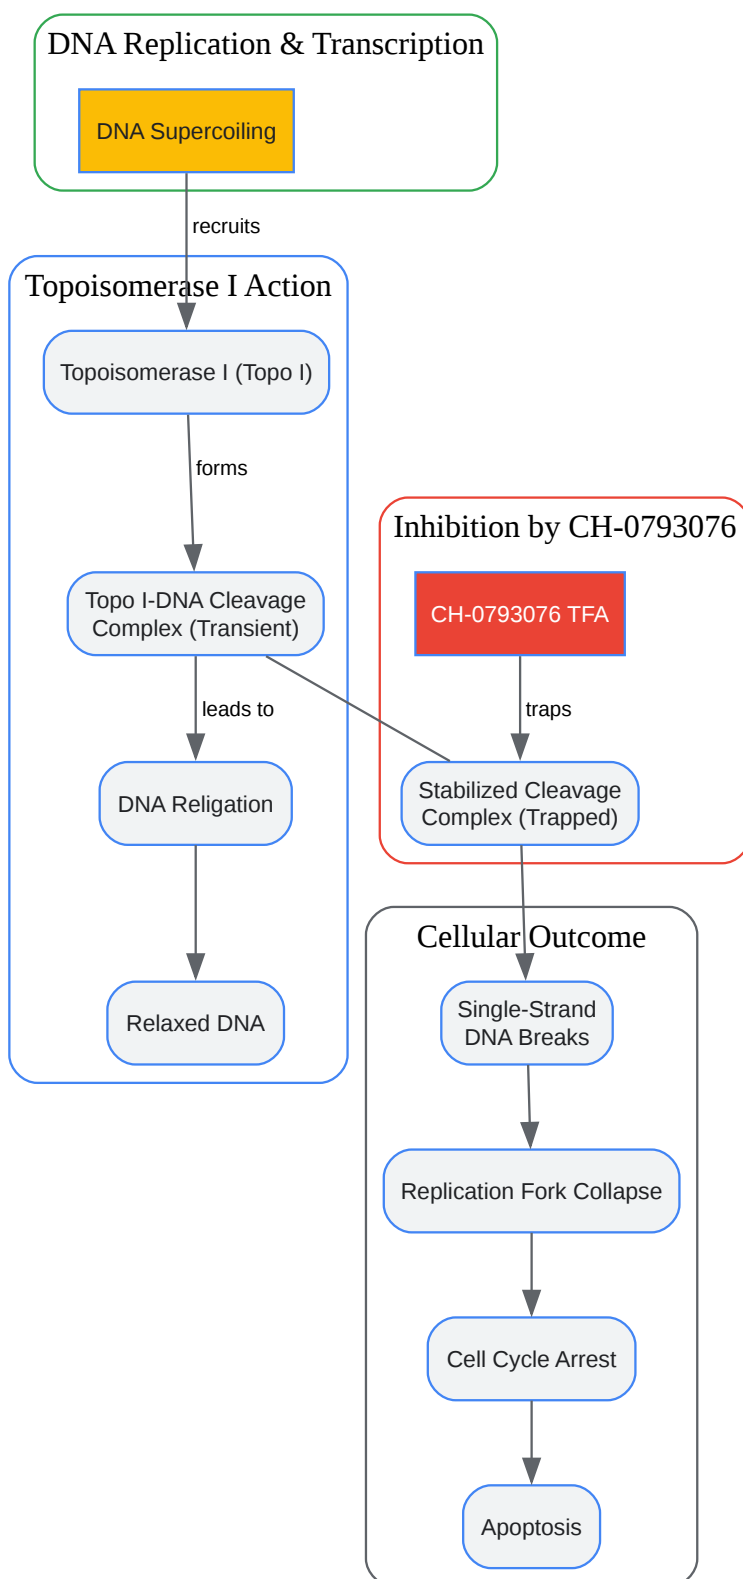 DNA Replication & Transcription
DNA Supercoiling
recruits
Topoisomerase I Action
Topoisomerase I (Topo I)
forms
Topo I-DNA Cleavage
Complex (Transient)
leads to
DNA Religation
Relaxed DNA
Inhibition by CH-0793076
CH-0793076 TFA
traps
Stabilized Cleavage
Complex (Trapped)
Cellular Outcome
Single-Strand
DNA Breaks
Replication Fork Collapse
Cell Cycle Arrest
Apoptosis